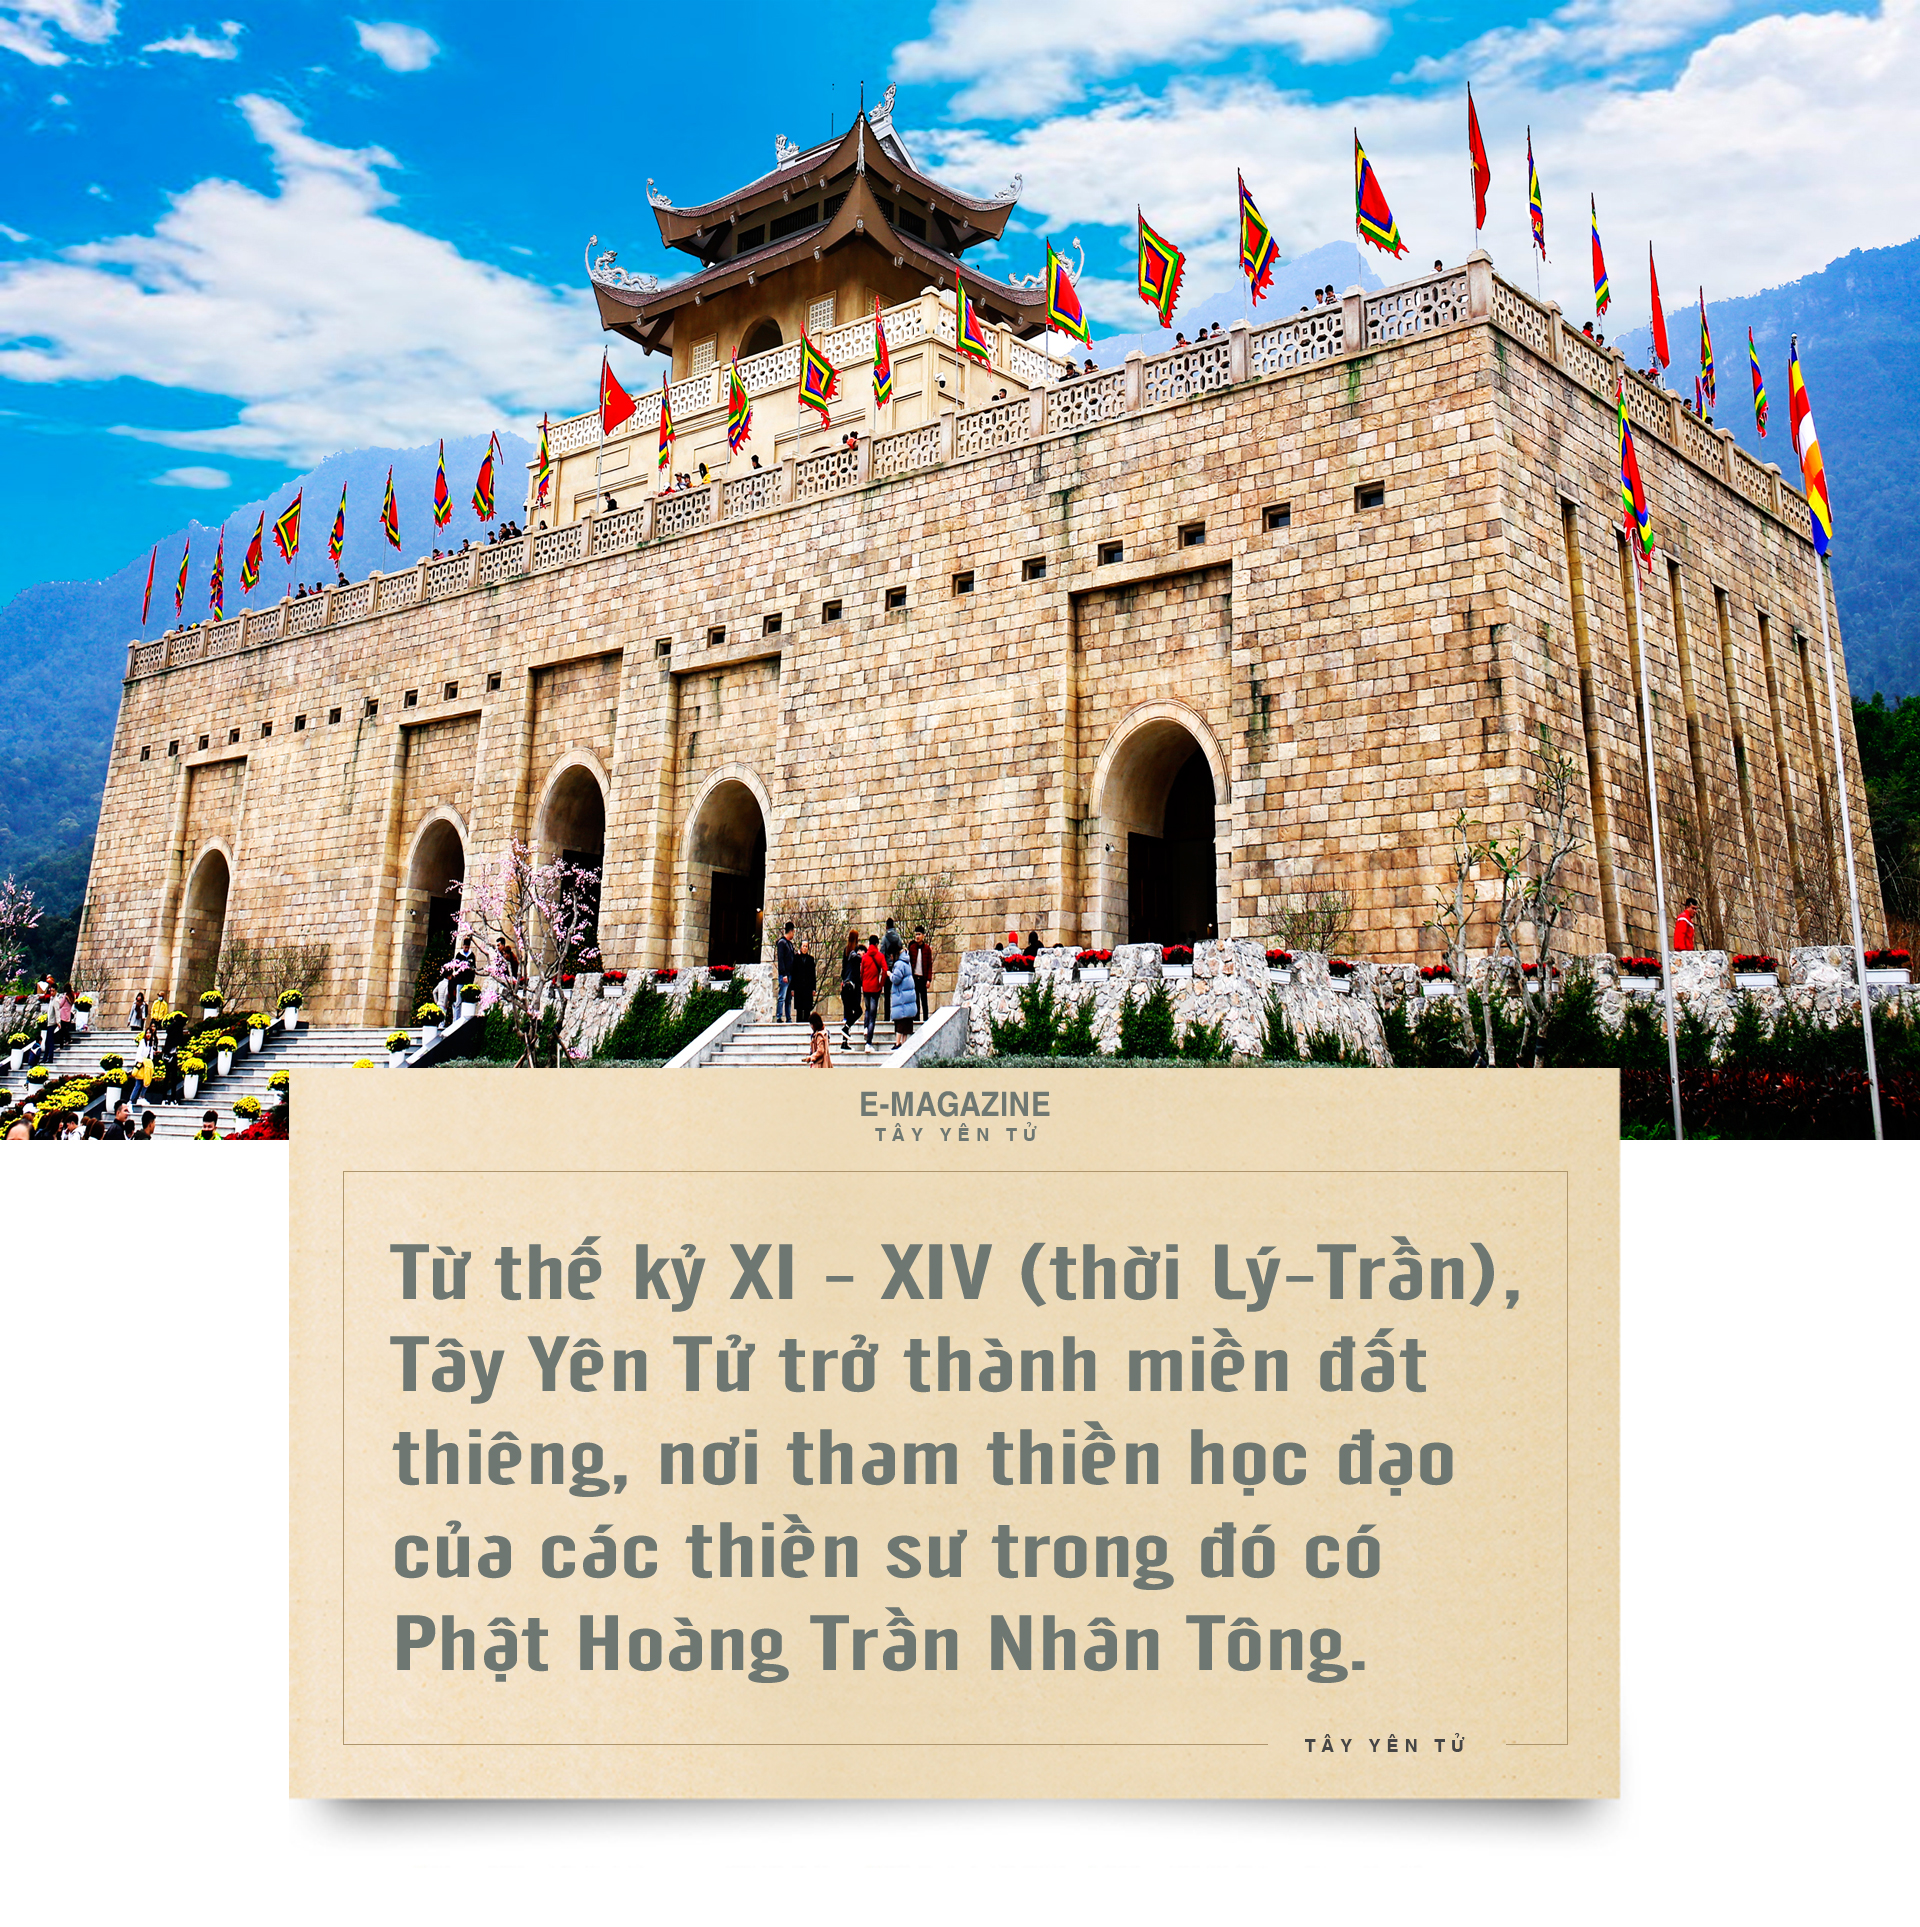 E-MAGAZINE
TÂY YÊN TỬ
Từ thế kỷ XI - XIV (thời Lý-Trần),
Tây Yên Tử trở thành miền đất
thiêng, nơi tham thiền học đạo
của các thiền sư trong đó có
Phật Hoàng Trần Nhân Tông.
TÂY YÊN TỬ